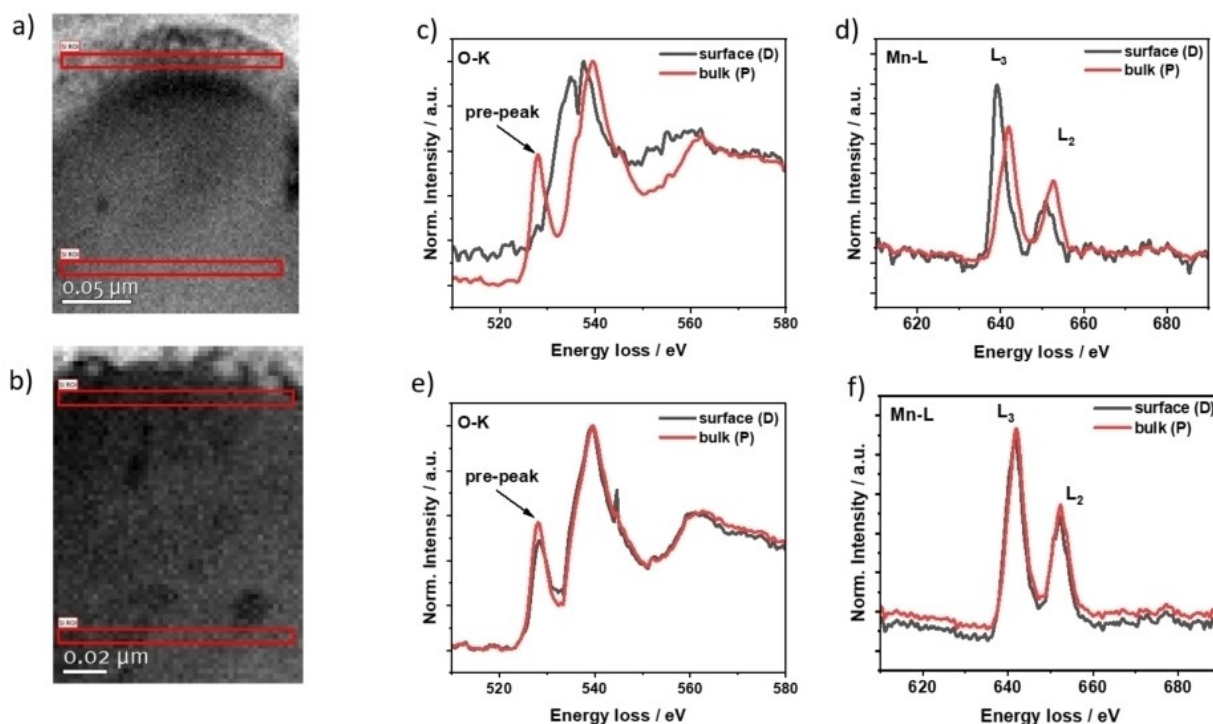 a)
SI ROI
SI ROI
0.05 µm
b)
SI ROI
SI ROI
0.02 µm
c)
O-K
surface (D)
bulk (P)
pre-peak
Norm. Intensity / a.u.
520
540
560
580
Energy loss / eV
d)
Mn-L
L3
surface (D)
bulk (P)
L2
Norm. Intensity / a.u.
620
640
660
680
Energy loss / eV
e)
O-K
surface (D)
bulk (P)
pre-peak
Norm. Intensity / a.u.
520
540
560
580
Energy loss / eV
f)
Mn-L
L3
surface (D)
bulk (P)
L2
Norm. Intensity / a.u.
620
640
660
680
Energy loss / eV